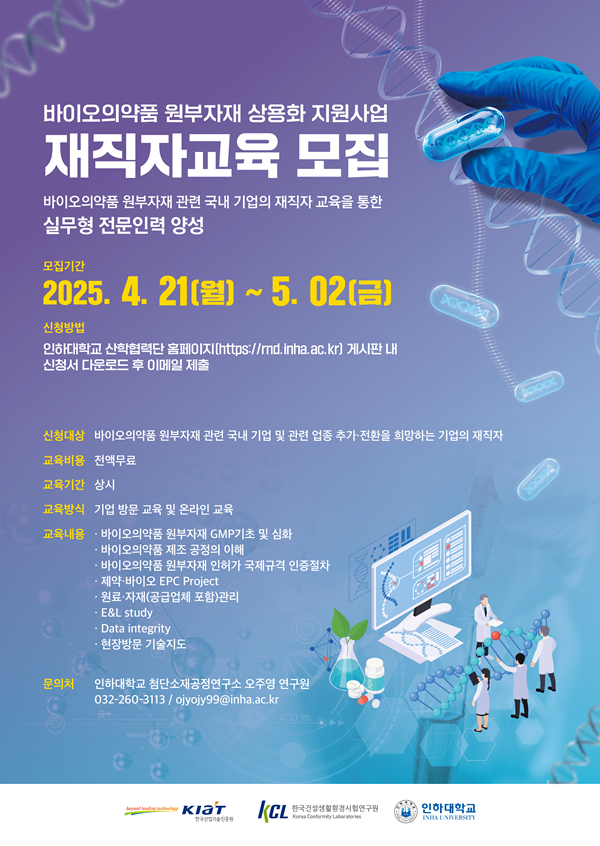 바이오의약품 원부자재 상용화 지원사업
재직자교육 모집
바이오의약품 원부자재 관련 국내 기업의 재직자 교육을 통한
실무형 전문인력 양성
모집기간
2025. 4. 21(월) ~ 5. 02(금)
신청방법
인하대학교 산학협력단 홈페이지(https://rnd.inha.ac.kr) 게시판 내
신청서 다운로드 후 이메일 제출
신청대상 바이오의약품 원부자재 관련 국내 기업 및 관련 업종 추가·전환을 희망하는 기업의 재직자
교육비용 전액무료
교육기간 상시
교육방식 기업 방문 교육 및 온라인 교육
교육내용 · 바이오의약품 원부자재 GMP기초 및 심화
· 바이오의약품 제조 공정의 이해
· 바이오의약품 원부자재 인허가 국제규격 인증절차
· 제약·바이오 EPC Project
· 원료·자재(공급업체 포함)관리
· E&L study
· Data integrity
· 현장방문 기술지도
문의처 인하대학교 첨단소재공정연구소 오주영 연구원
032-260-3113 / ojyojy99@inha.ac.kr
400 m
beyond leading technology KIAT 한국산업기술진흥원
KCL 한국건설생활환경시험연구원
Korea Conformity Laboratories
인하대학교
INHA UNIVERSITY